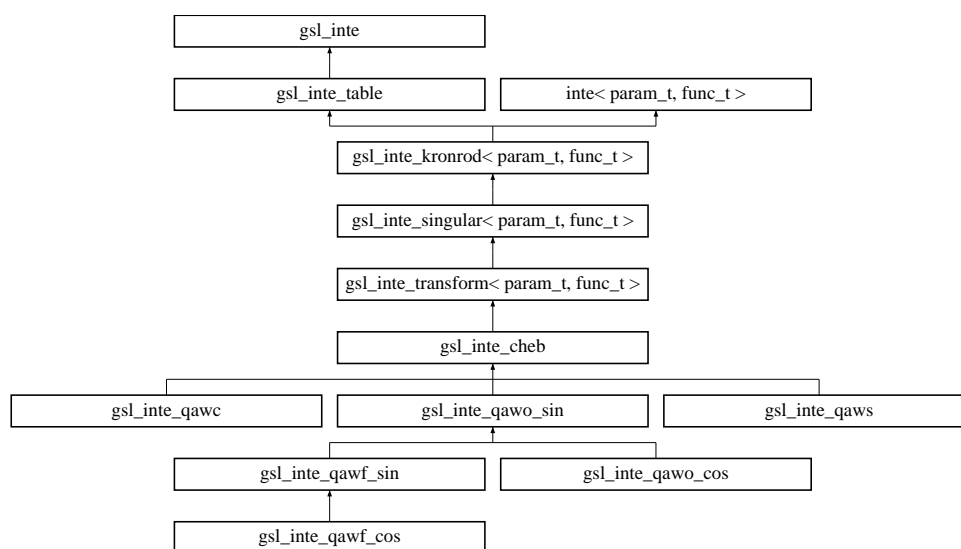 gsl_inte
gsl_inte_table
inte< param_t, func_t >
gsl_inte_kronrod< param_t, func_t >
gsl_inte_singular< param_t, func_t >
gsl_inte_transform< param_t, func_t >
gsl_inte_cheb
gsl_inte_qawc
gsl_inte_qawo_sin
gsl_inte_qaws
gsl_inte_qawf_sin
gsl_inte_qawo_cos
gsl_inte_qawf_cos